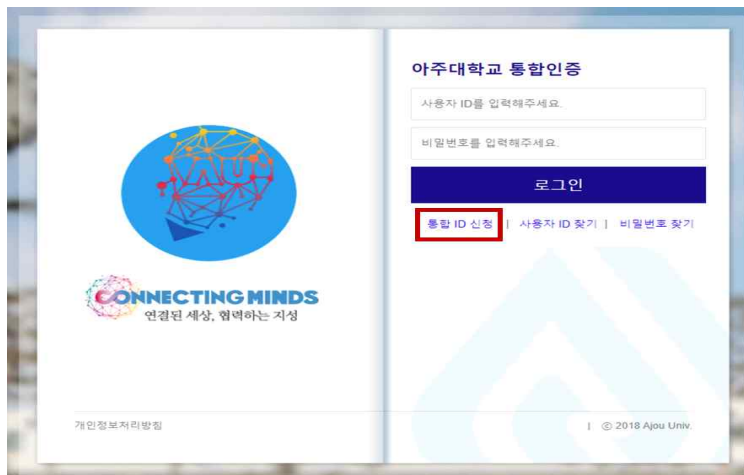 아주대학교 통합인증
사용자 ID를 입력해주세요.
비밀번호를 입력해주세요.
로그인
통합 ID 신청 | 사용자 ID 찾기 | 비밀번호 찾기
CONNECTING MINDS
연결된 세상, 협력하는 지성
개인정보처리방침
| © 2018 Ajou Univ.